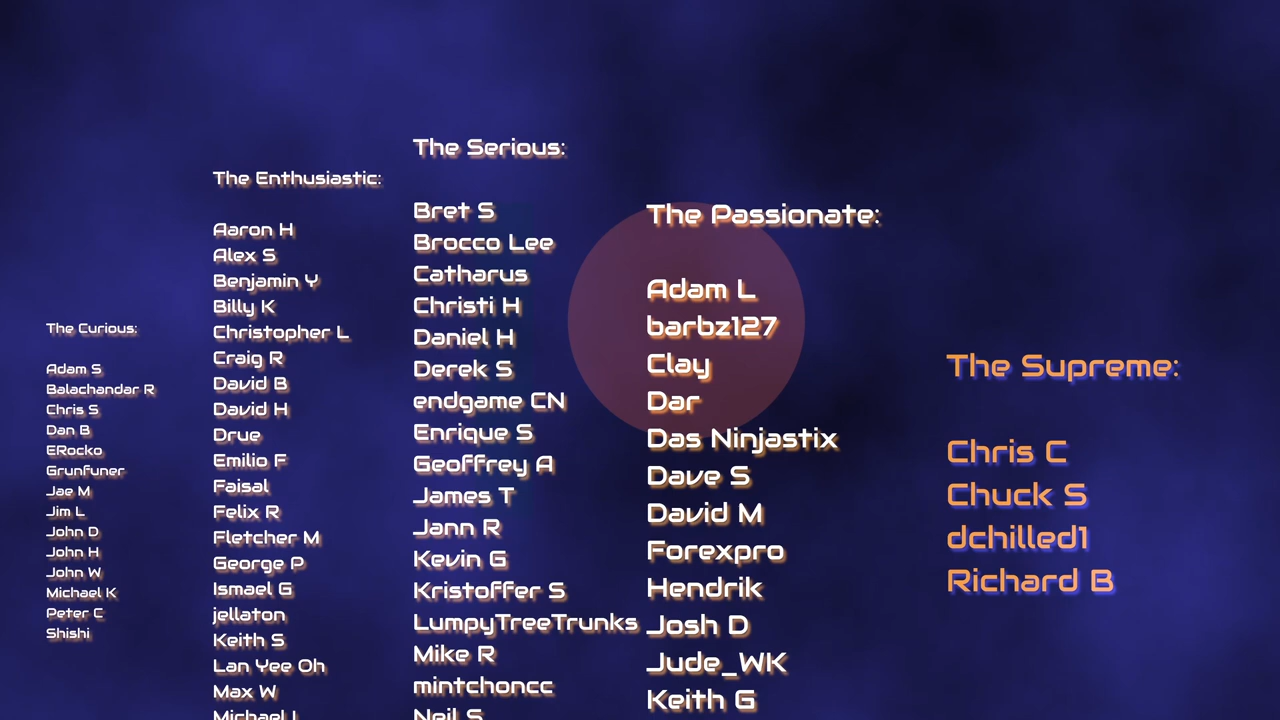 The Curious:
Adam S
Balachandar R
Chris S
Dan B
ERocko
Grunfuner
Jae M
Jim L
John D
John H
John W
Michael K
Peter C
Shishi
The Enthusiastic:
Aaron H
Alex S
Benjamin Y
Billy K
Christopher L
Craig R
David B
David H
Drue
Emilio F
Faisal
Felix R
Fletcher M
George P
Ismael G
jellaton
Keith S
Lan Yee Oh
Max W
Michael L
The Serious:
Bret S
Brocco Lee
Catharus
Christi H
Daniel H
Derek S
endgame CN
Enrique S
Geoffrey A
James T
Jann R
Kevin G
Kristoffer S
LumpyTreeTrunks
Mike R
mintchoncc
Neil S
The Passionate:
Adam L
barbz127
Clay
Dar
Das Ninjastix
Dave S
David M
Forexpro
Hendrik
Josh D
Jude_WK
Keith G
The Supreme:
Chris C
Chuck S
dchilled1
Richard B